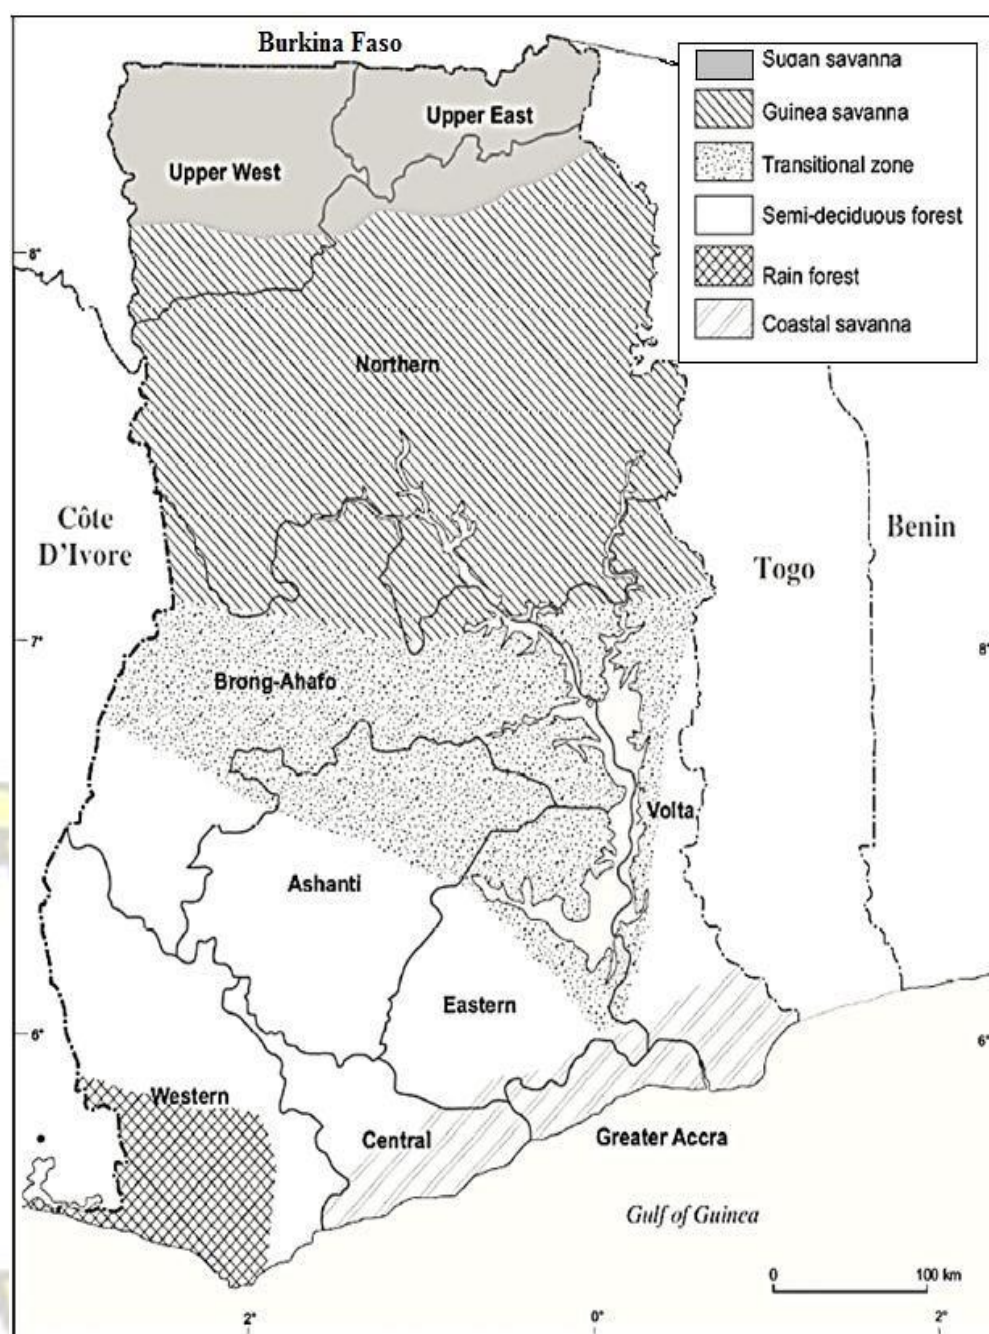 Burkina Faso
Sudan savanna
Guinea savanna
Transitional zone
Semi-deciduous forest
Rain forest
Coastal savanna
Upper East
Upper West
8°
Northern
Côte
D'Ivore
Benin
Togo
7°
8°
Brong-Ahafo
Volta
Ashanti
Eastern
6°
6°
Western
Central
Greater Accra
Gulf of Guinea
0
100 km
2°
0°
2°